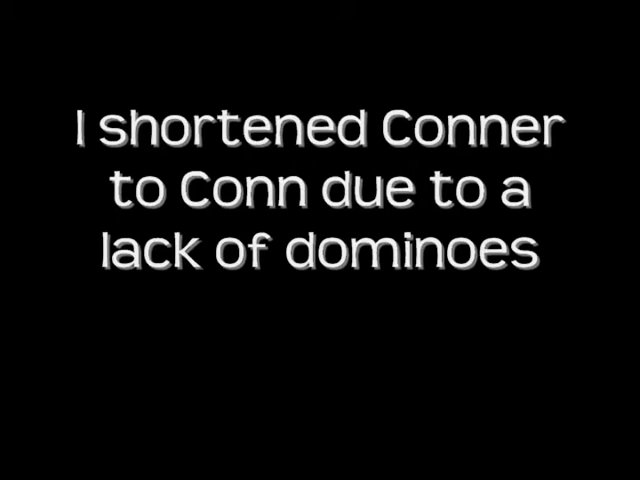 I shortened Conner
to Conn due to a
lack of dominoes